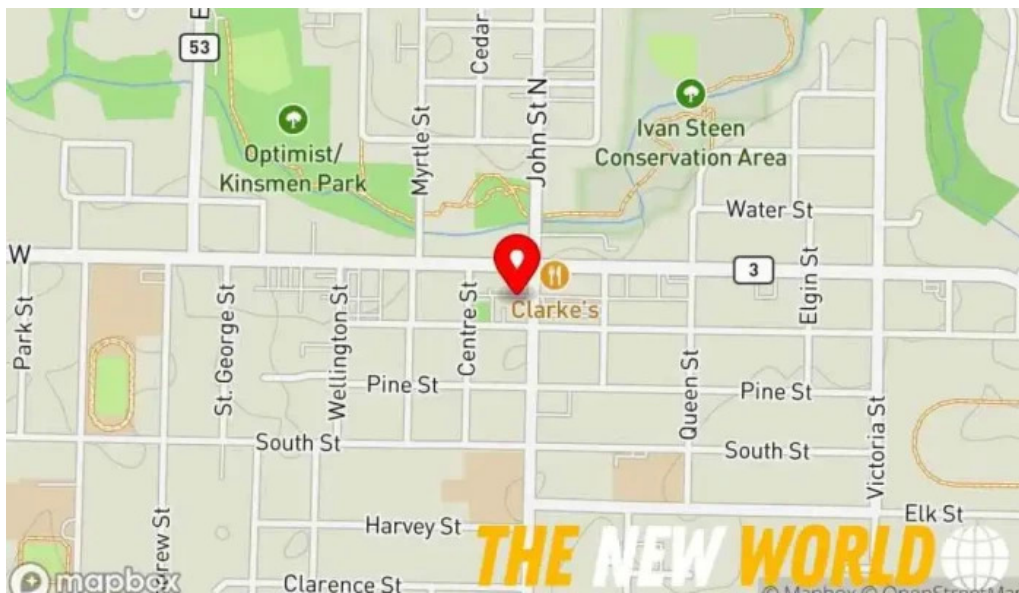 E
53
Cedar
Myrtle St
John St N
Optimist/
Kinsmen Park
Ivan Steen
Conservation Area
Water St
W
3
Park St
St. George St
Wellington St
Centre St
Clarke's
Elgin St
Queen St
Victoria St
Pine St
Pine St
South St
South St
Harvey St
Elk St
Clarence St
THE NEW WORLD
mapbox
© Mapbox © OpenStreetMap